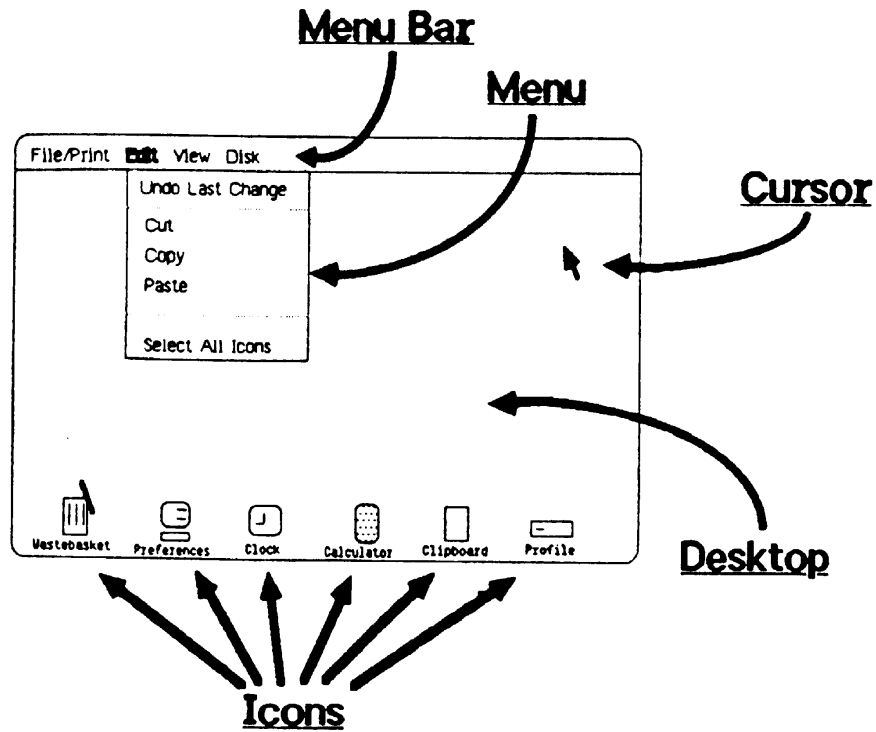 Menu Bar
Menu
File/Print Edit View Disk
Undo Last Change
Cut
Copy
Paste
Select All Icons
Cursor
Desktop
Wastebasket Preferences Clock Calculator Clipboard Profile
Icons